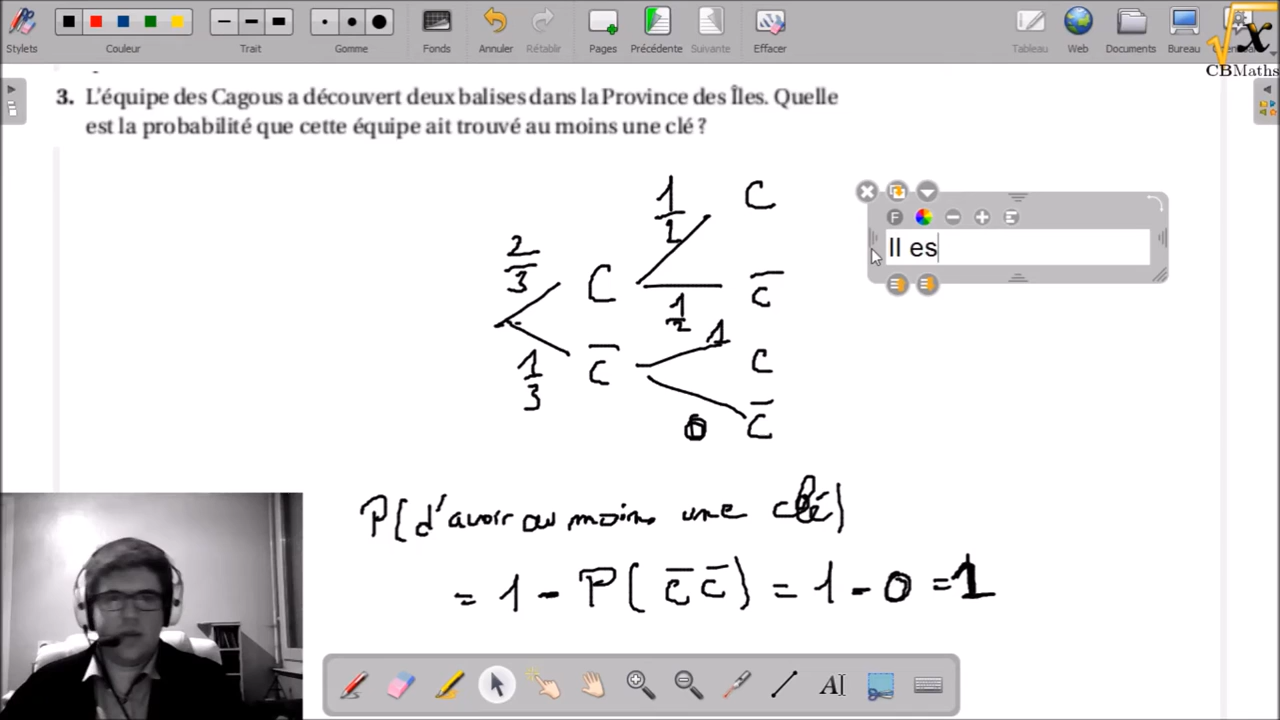 Stylets Couleur Trait Gomme Fonds Annuler Rétablir Pages Précédente Suivante Effacer Tableau Web Documents Bureau
CBMaths
3. L'équipe des Cagous a découvert deux balises dans la Province des Îles. Quelle
est la probabilité que cette équipe ait trouvé au moins une clé ?
F
Il es
1/2 C
2/3 C
1/2 C̅
1 C
1/3 C̅
0 C̅
P(d'avoir au moins une clé)
= 1 - P(C̅ C̅) = 1 - 0 = 1